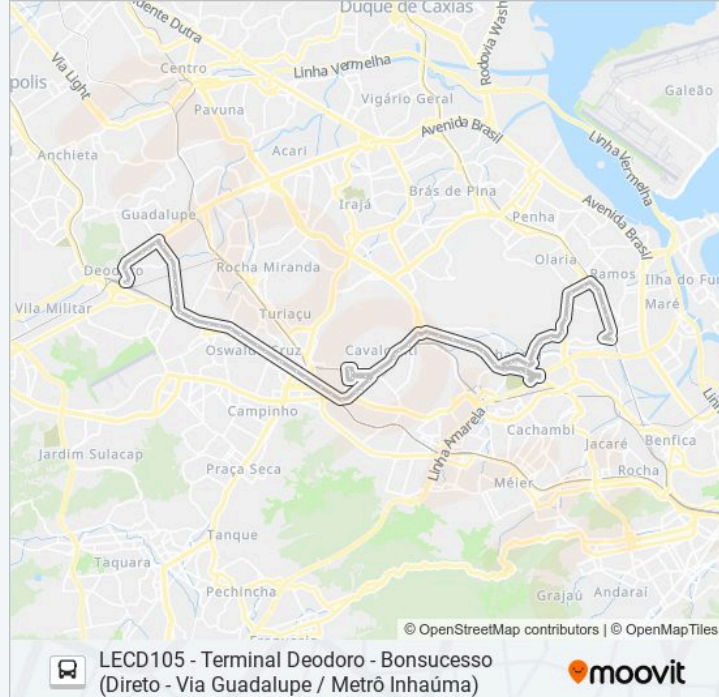 Duque de Caxias
idente Dutra
Rodovia Wash
Via Light
Centro
Linha Vermelha
opolis
Galeão
Vigário Geral
Pavuna
Avenida Brasil
Linha Vermelha
Anchieta
Acari
Brás de Pina
Guadalupe
Irajá
Penha
Avenida Brasil
Olaria
Deodoro
Rocha Miranda
Ramos
Ilha do Fun
Vila Militar
Turiaçu
Maré
Oswaldo Cruz
Cavalcanti
Campinho
Linha Amarela
Cachambi
Linh
Jardim Sulacap
Jacaré
Benfica
Praça Seca
Méier
Rocha
Tanque
Taquara
Pechincha
Grajaú
Andaraí
© OpenStreetMap contributors | © OpenMapTiles
LECD105 - Terminal Deodoro - Bonsucesso
(Direto - Via Guadalupe / Metrô Inhaúma)
moovit